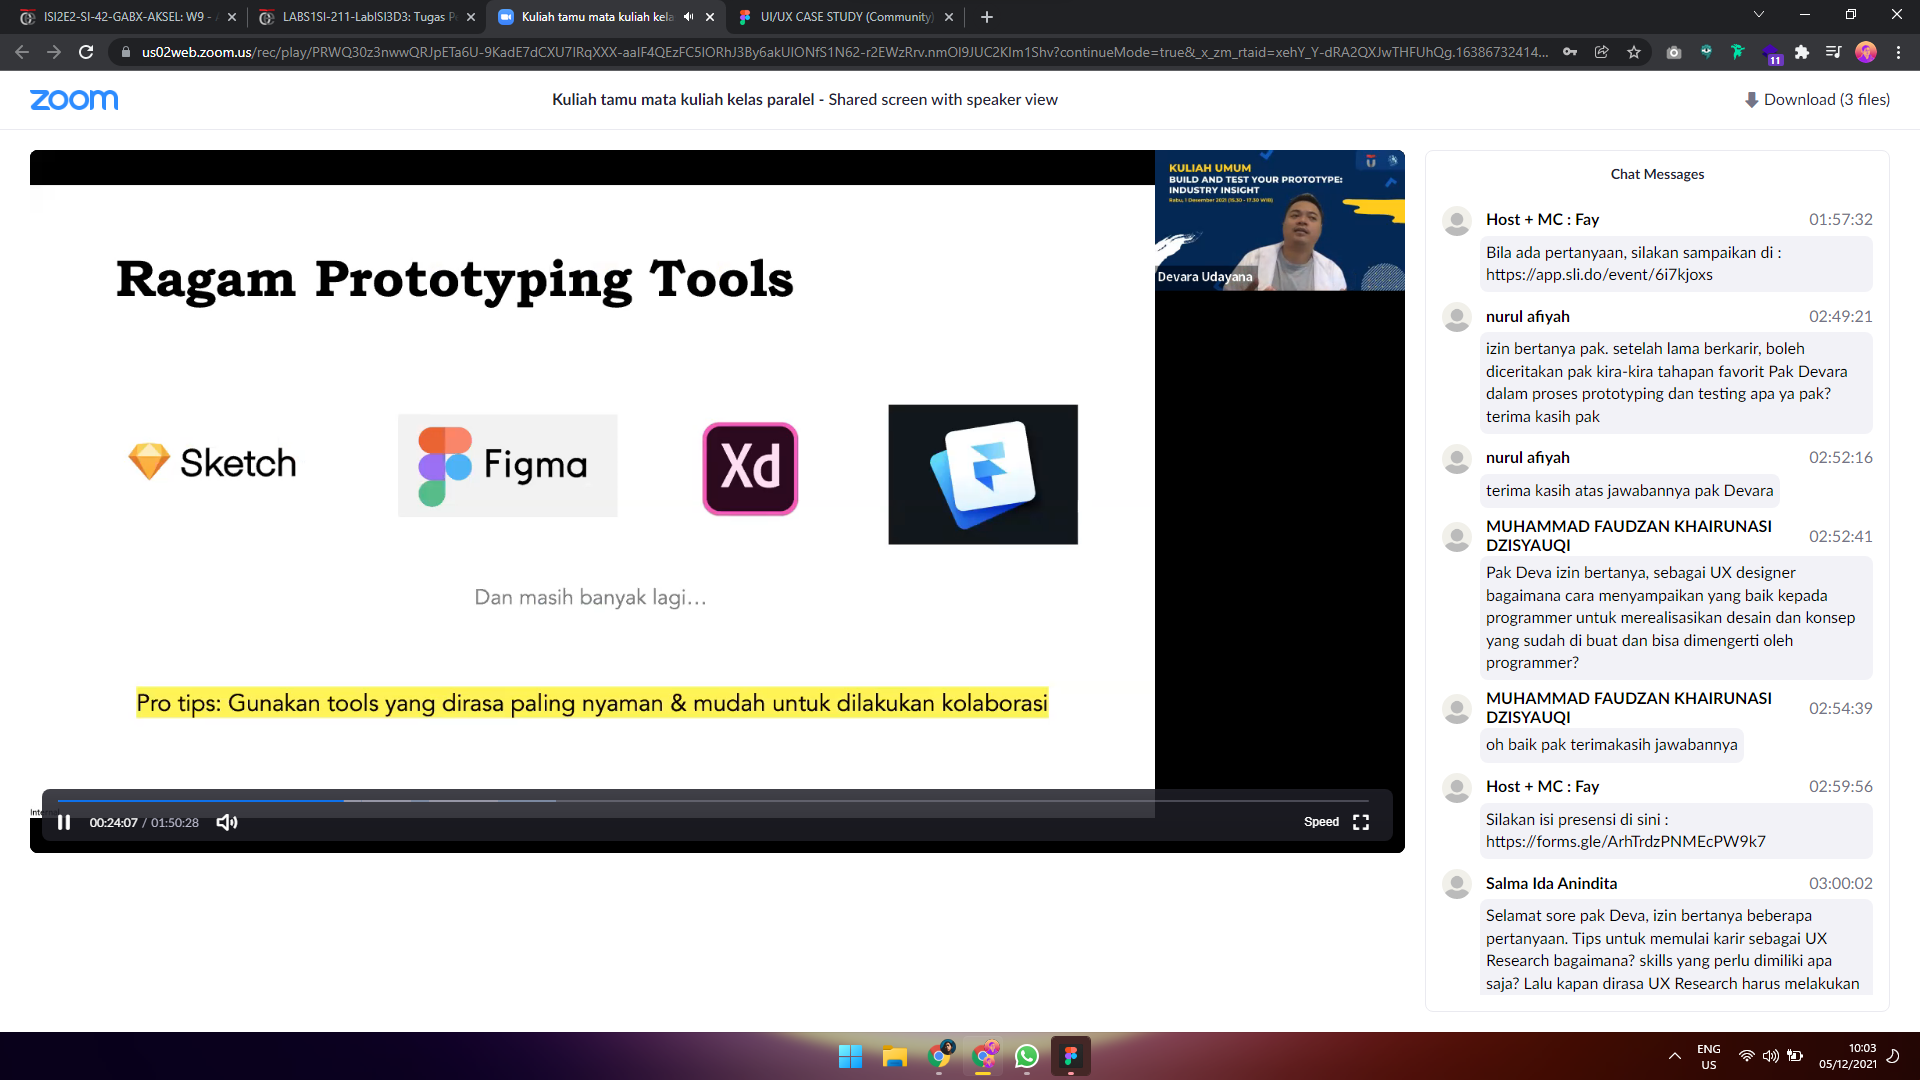 ISI2E2-SI-42-GABX-AKSEL: W9 -
LABS1SI-211-LabISI3D3: Tugas P
Kuliah tamu mata kuliah kela
UI/UX CASE STUDY (Community)
us02web.zoom.us/rec/play/PRWQ30z3nwwQRJpETa6U-9KadE7dCXU7lRqXXX-aalF4QEzFC5lORhJ3By6akUlONfS1N62-r2EWzRrv.nmOl9JUC2KIm1Shv?continueMode=true&_x_zm_rtaid=xehY_Y-dRA2QXJwTHFUhQg.16386732414...
11
zoom
Kuliah tamu mata kuliah kelas paralel - Shared screen with speaker view
Download (3 files)
Ragam Prototyping Tools
Sketch
Figma
Xd
Dan masih banyak lagi...
Pro tips: Gunakan tools yang dirasa paling nyaman & mudah untuk dilakukan kolaborasi
KULIAH UMUM
BUILD AND TEST YOUR PROTOTYPE:
INDUSTRY INSIGHT
Rabu, 1 Desember 2021 (15.30 - 17.30 WIB)
Devara Udayana
00:24:07 / 01:50:28
Speed
Chat Messages
Host + MC : Fay
01:57:32
Bila ada pertanyaan, silakan sampaikan di :
https://app.sli.do/event/6i7kjoxs
nurul afiyah
02:49:21
izin bertanya pak. setelah lama berkarir, boleh
diceritakan pak kira-kira tahapan favorit Pak Devara
dalam proses prototyping dan testing apa ya pak?
terima kasih pak
nurul afiyah
02:52:16
terima kasih atas jawabannya pak Devara
MUHAMMAD FAUDZAN KHAIRUNASI
DZISYAUQI
02:52:41
Pak Deva izin bertanya, sebagai UX designer
bagaimana cara menyampaikan yang baik kepada
programmer untuk merealisasikan desain dan konsep
yang sudah di buat dan bisa dimengerti oleh
programmer?
MUHAMMAD FAUDZAN KHAIRUNASI
DZISYAUQI
02:54:39
oh baik pak terimakasih jawabannya
Host + MC : Fay
02:59:56
Silakan isi presensi di sini :
https://forms.gle/ArhTrdzPNMEcPW9k7
Salma Ida Anindita
03:00:02
Selamat sore pak Deva, izin bertanya beberapa
pertanyaan. Tips untuk memulai karir sebagai UX
Research bagaimana? skills yang perlu dimiliki apa
saja? Lalu kapan dirasa UX Research harus melakukan
ENG
US
10:03
05/12/2021